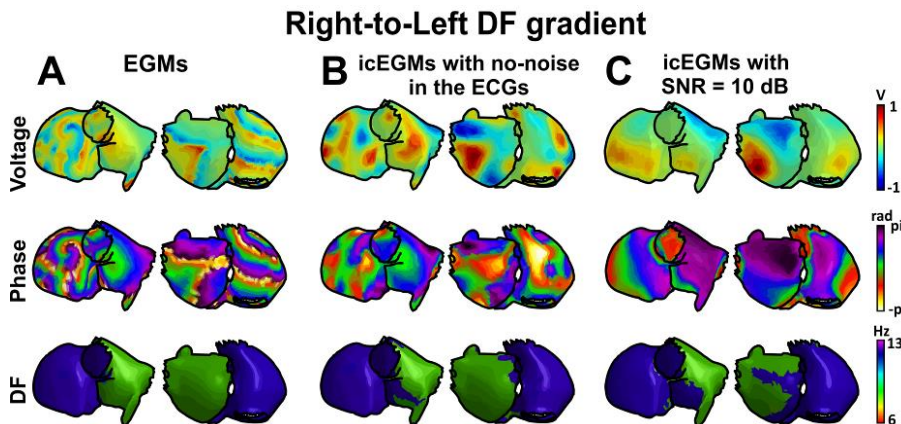 Right-to-Left DF gradient
A EGMs
B icEGMs with no-noise
in the ECGs
C icEGMs with
SNR = 10 dB
Voltage
V
1
-1
Phase
rad
pi
-p
DF
Hz
13
6